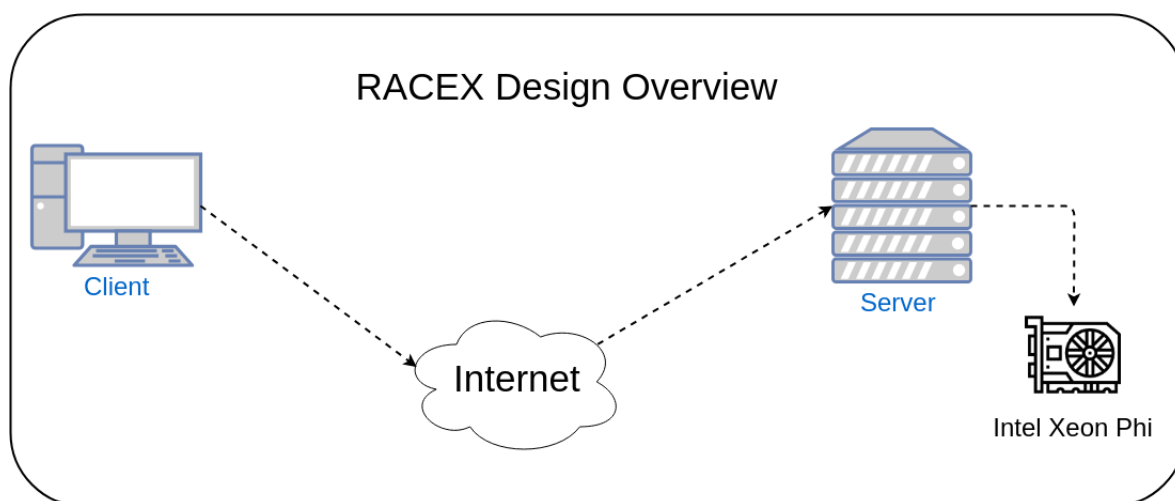 RACEX Design Overview
Client
Server
Internet
Intel Xeon Phi